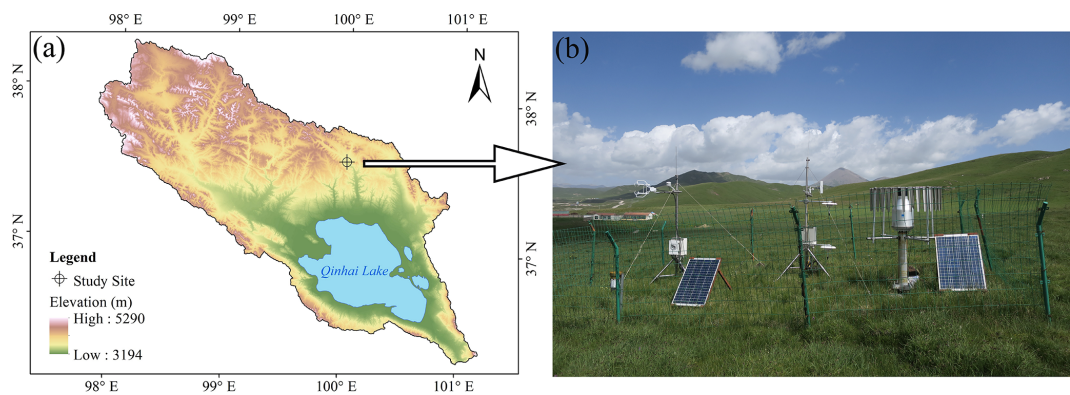 (a)
98° E 99° E 100° E 101° E
38° N
37° N
N
38° N
37° N
Qinhai Lake
Legend
Study Site
Elevation (m)
High : 5290
Low : 3194
98° E 99° E 100° E 101° E
(b)